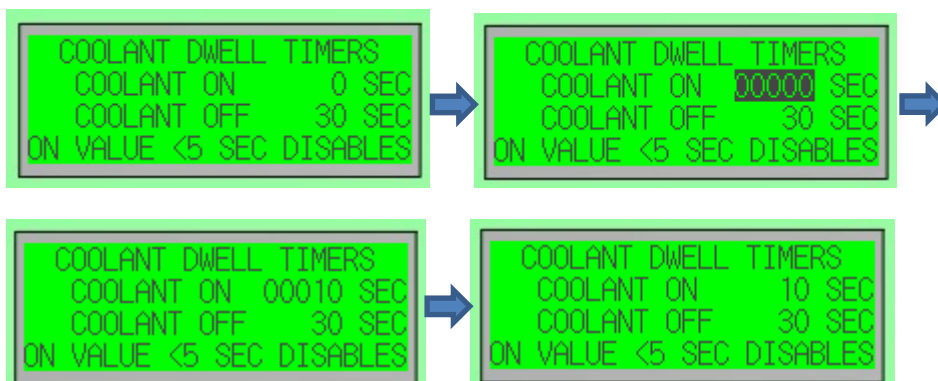 COOLANT DWELL TIMERS
COOLANT ON 0 SEC
COOLANT OFF 30 SEC
ON VALUE <5 SEC DISABLES
COOLANT DWELL TIMERS
COOLANT ON 00000 SEC
COOLANT OFF 30 SEC
ON VALUE <5 SEC DISABLES
COOLANT DWELL TIMERS
COOLANT ON 00010 SEC
COOLANT OFF 30 SEC
ON VALUE <5 SEC DISABLES
COOLANT DWELL TIMERS
COOLANT ON 10 SEC
COOLANT OFF 30 SEC
ON VALUE <5 SEC DISABLES